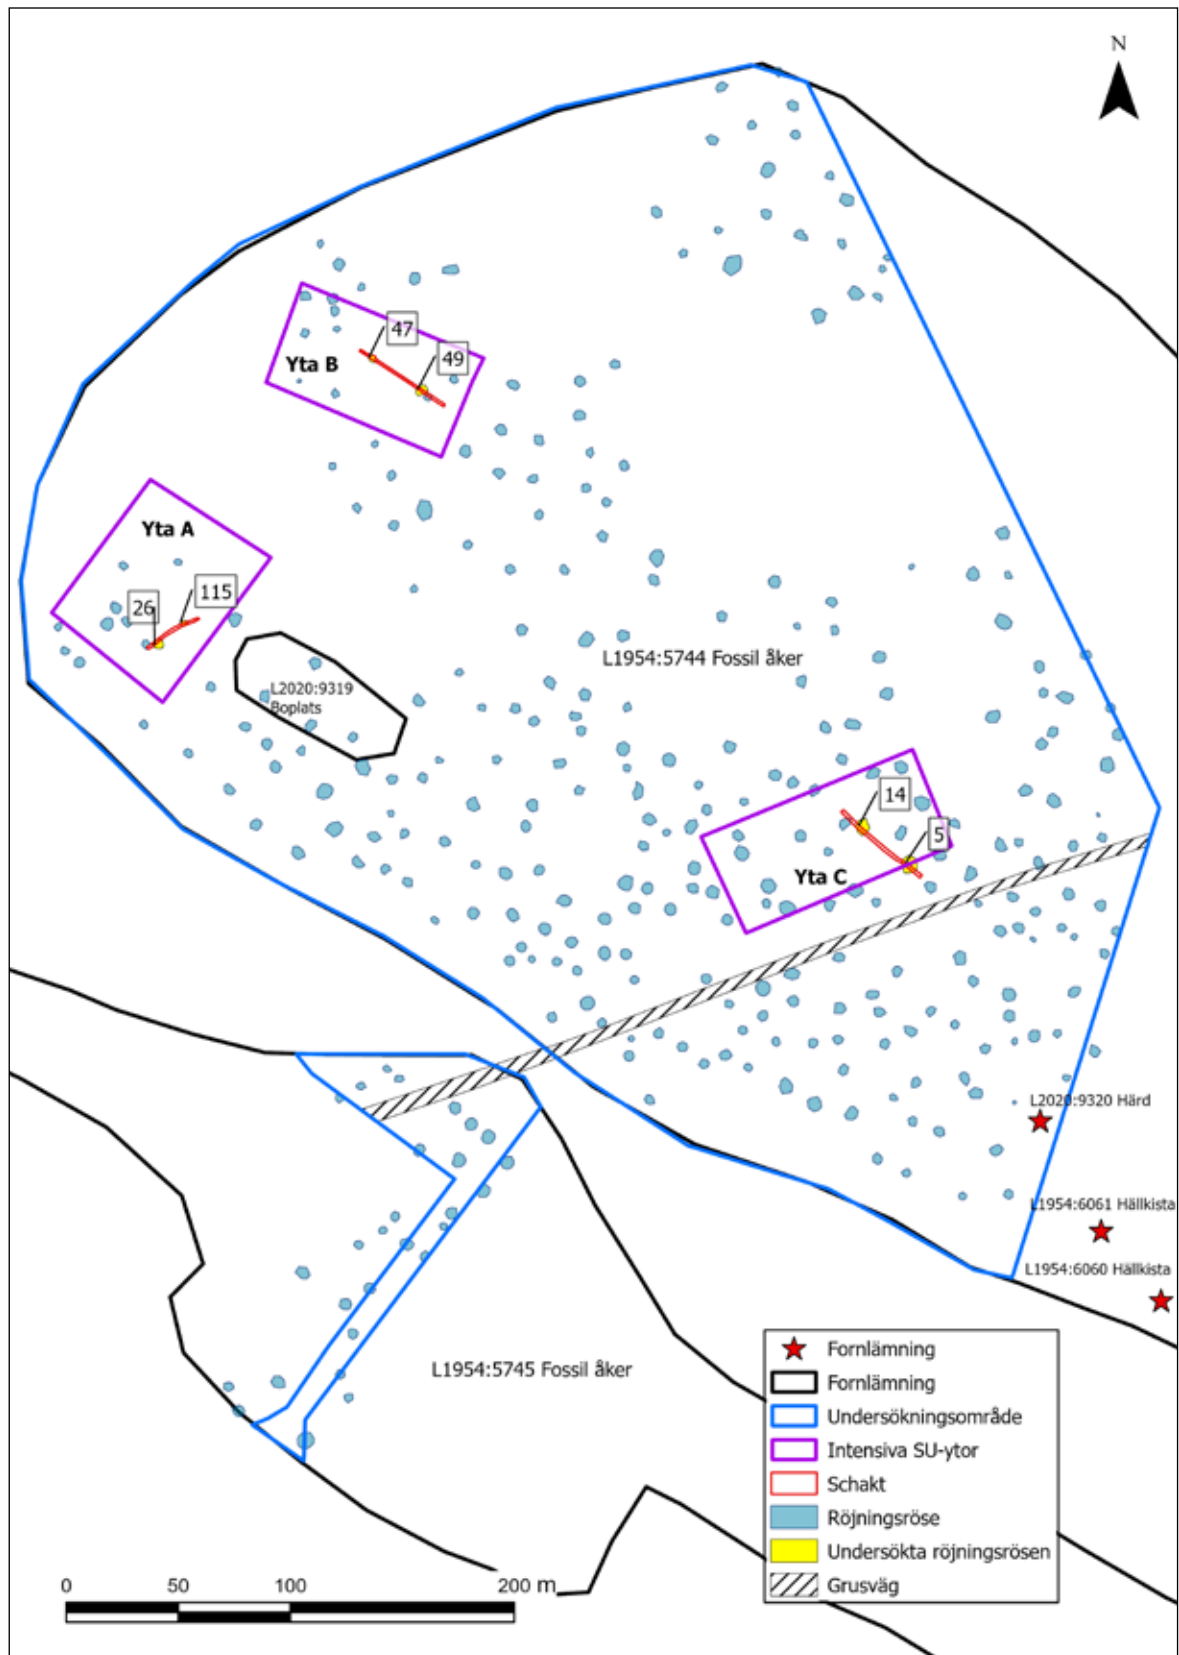 N
47
49
Yta B
Yta A
26
115
L1954:5744 Fossil åker
L2020:9319
Boplats
14
5
Yta C
L2020:9320 Härd
L1954:6061 Hällkista
L1954:6060 Hällkista
L1954:5745 Fossil åker
Fornlämning
Fornlämning
Undersökningsområde
Intensiva SU-ytor
Schakt
Röjningsröse
Undersökta röjningsrösen
Grusväg
0 50 100 200 m